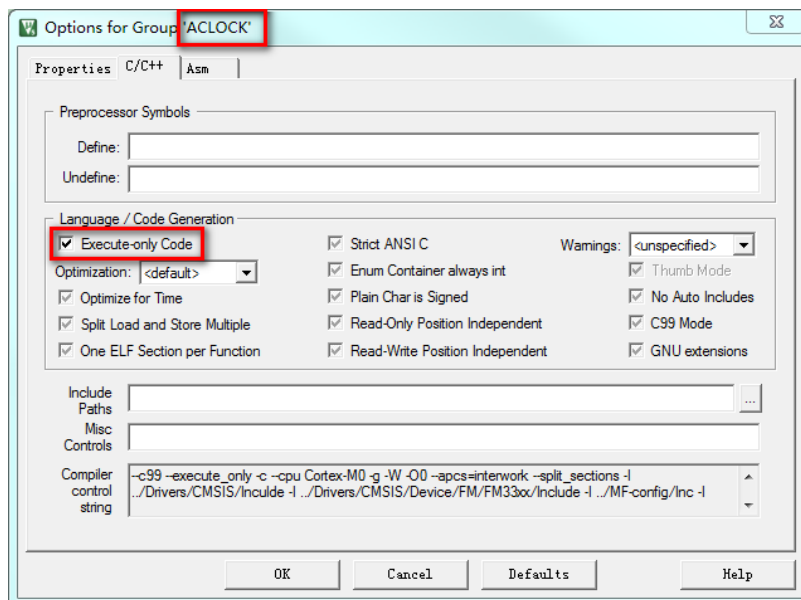 Options for Group 'ACLOCK'
Properties C/C++ Asm
Preprocessor Symbols
Define:
Undefine:
Language / Code Generation
Execute-only Code Strict ANSI C Warnings: <unspecified>
Optimization: <default> Enum Container always int Thumb Mode
Optimize for Time Plain Char is Signed No Auto Includes
Split Load and Store Multiple Read-Only Position Independent C99 Mode
One ELF Section per Function Read-Write Position Independent GNU extensions
Include Paths ...
Misc Controls
Compiler control string
--c99 --execute_only -c --cpu Cortex-M0 -g -W -O0 --apcs=interwork --split_sections -I
../Drivers/CMSIS/Inculde -I ../Drivers/CMSIS/Device/FM/FM33xx/Include -I ../MF-config/Inc -I
OK Cancel Defaults Help